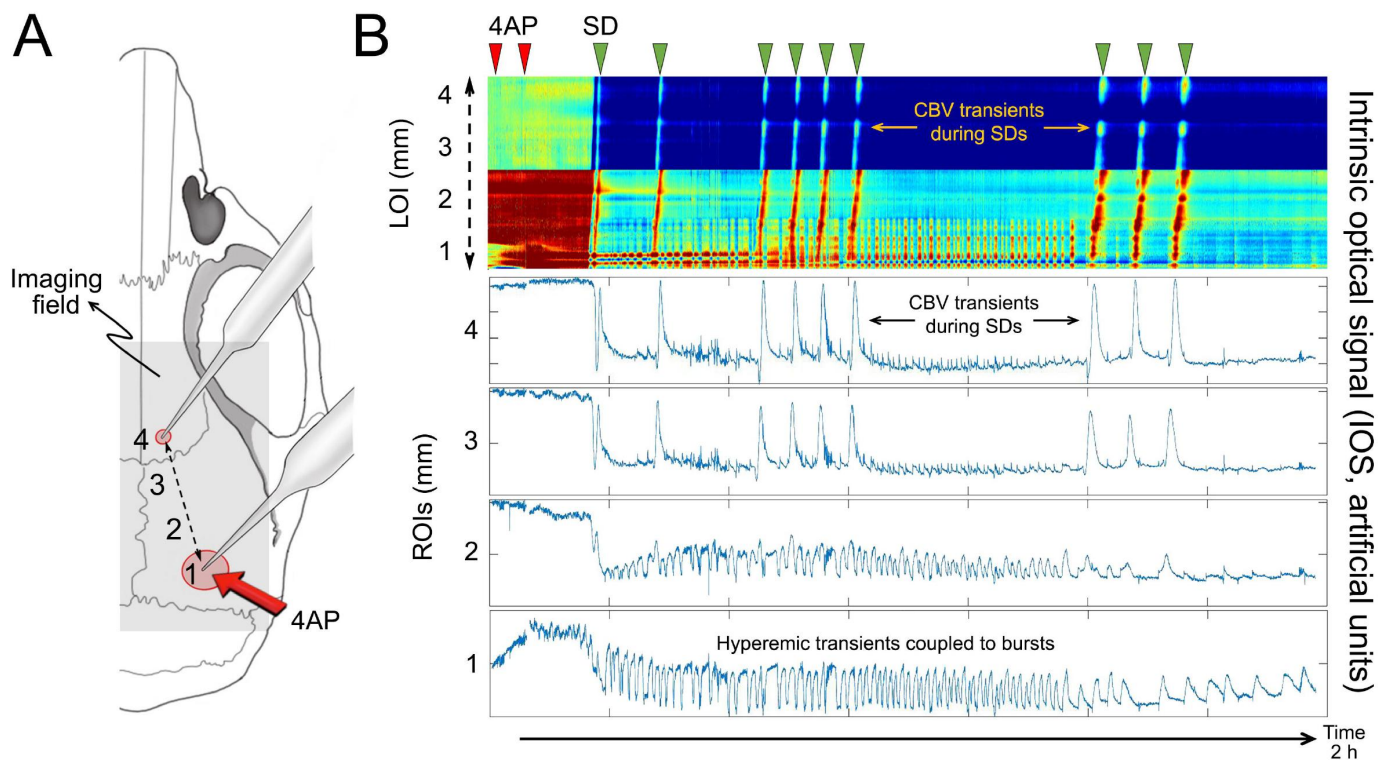 A
Imaging
field
4
3
2
1
4AP
B
4AP
SD
LOI (mm)
4
3
2
1
CBV transients
during SDs
ROIs (mm)
4
CBV transients
during SDs
3
2
1
Hyperemic transients coupled to bursts
Time
2 h
Intrinsic optical signal (IOS, artificial units)